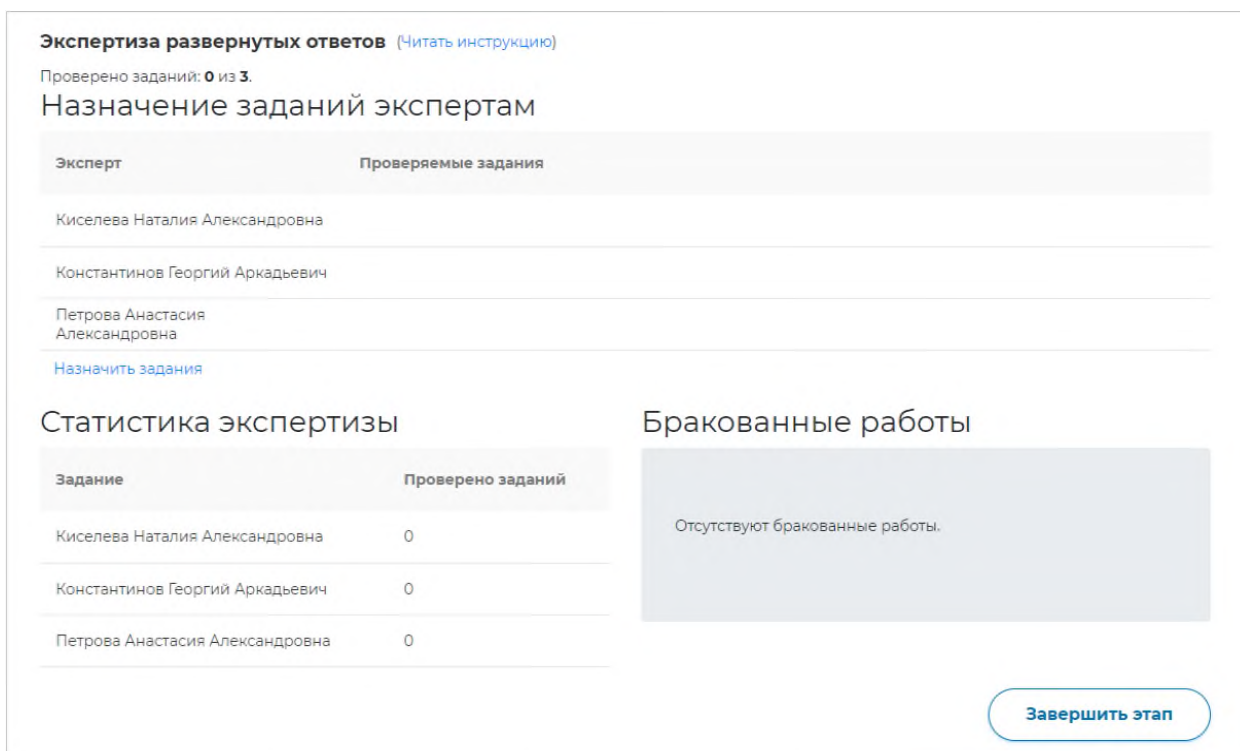 Экспертиза развернутых ответов (Читать инструкцию)
Проверено заданий: 0 из 3.
Назначение заданий экспертам
Эксперт Проверяемые задания
Киселева Наталия Александровна
Константинов Георгий Аркадьевич
Петрова Анастасия
Александровна
Назначить задания
Статистика экспертизы
Задание Проверено заданий
Киселева Наталия Александровна 0
Константинов Георгий Аркадьевич 0
Петрова Анастасия Александровна 0
Бракованные работы
Отсутствуют бракованные работы.
Завершить этап